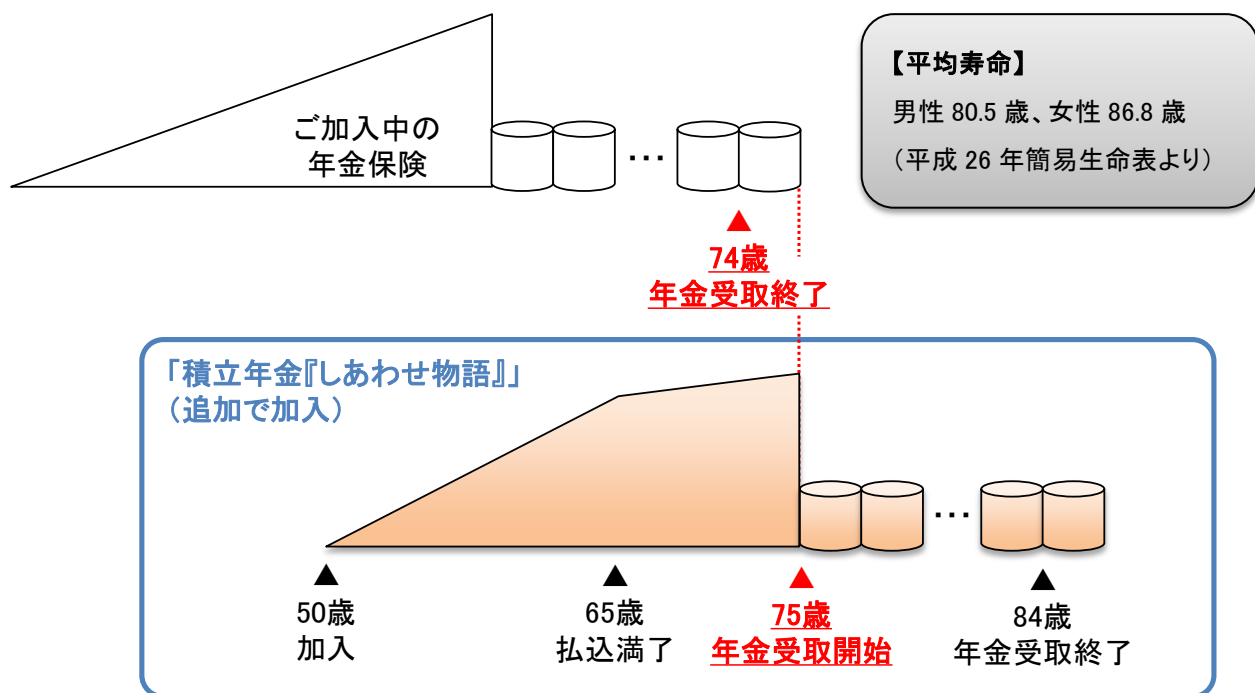 ご加入中の
年金保険
…
【平均寿命】
男性 80.5 歳、女性 86.8 歳
（平成 26 年簡易生命表より）
▲
74歳
年金受取終了
「積立年金『しあわせ物語』」
（追加で加入）
…
▲
50歳
加入
▲
65歳
払込満了
▲
75歳
年金受取開始
▲
84歳
年金受取終了